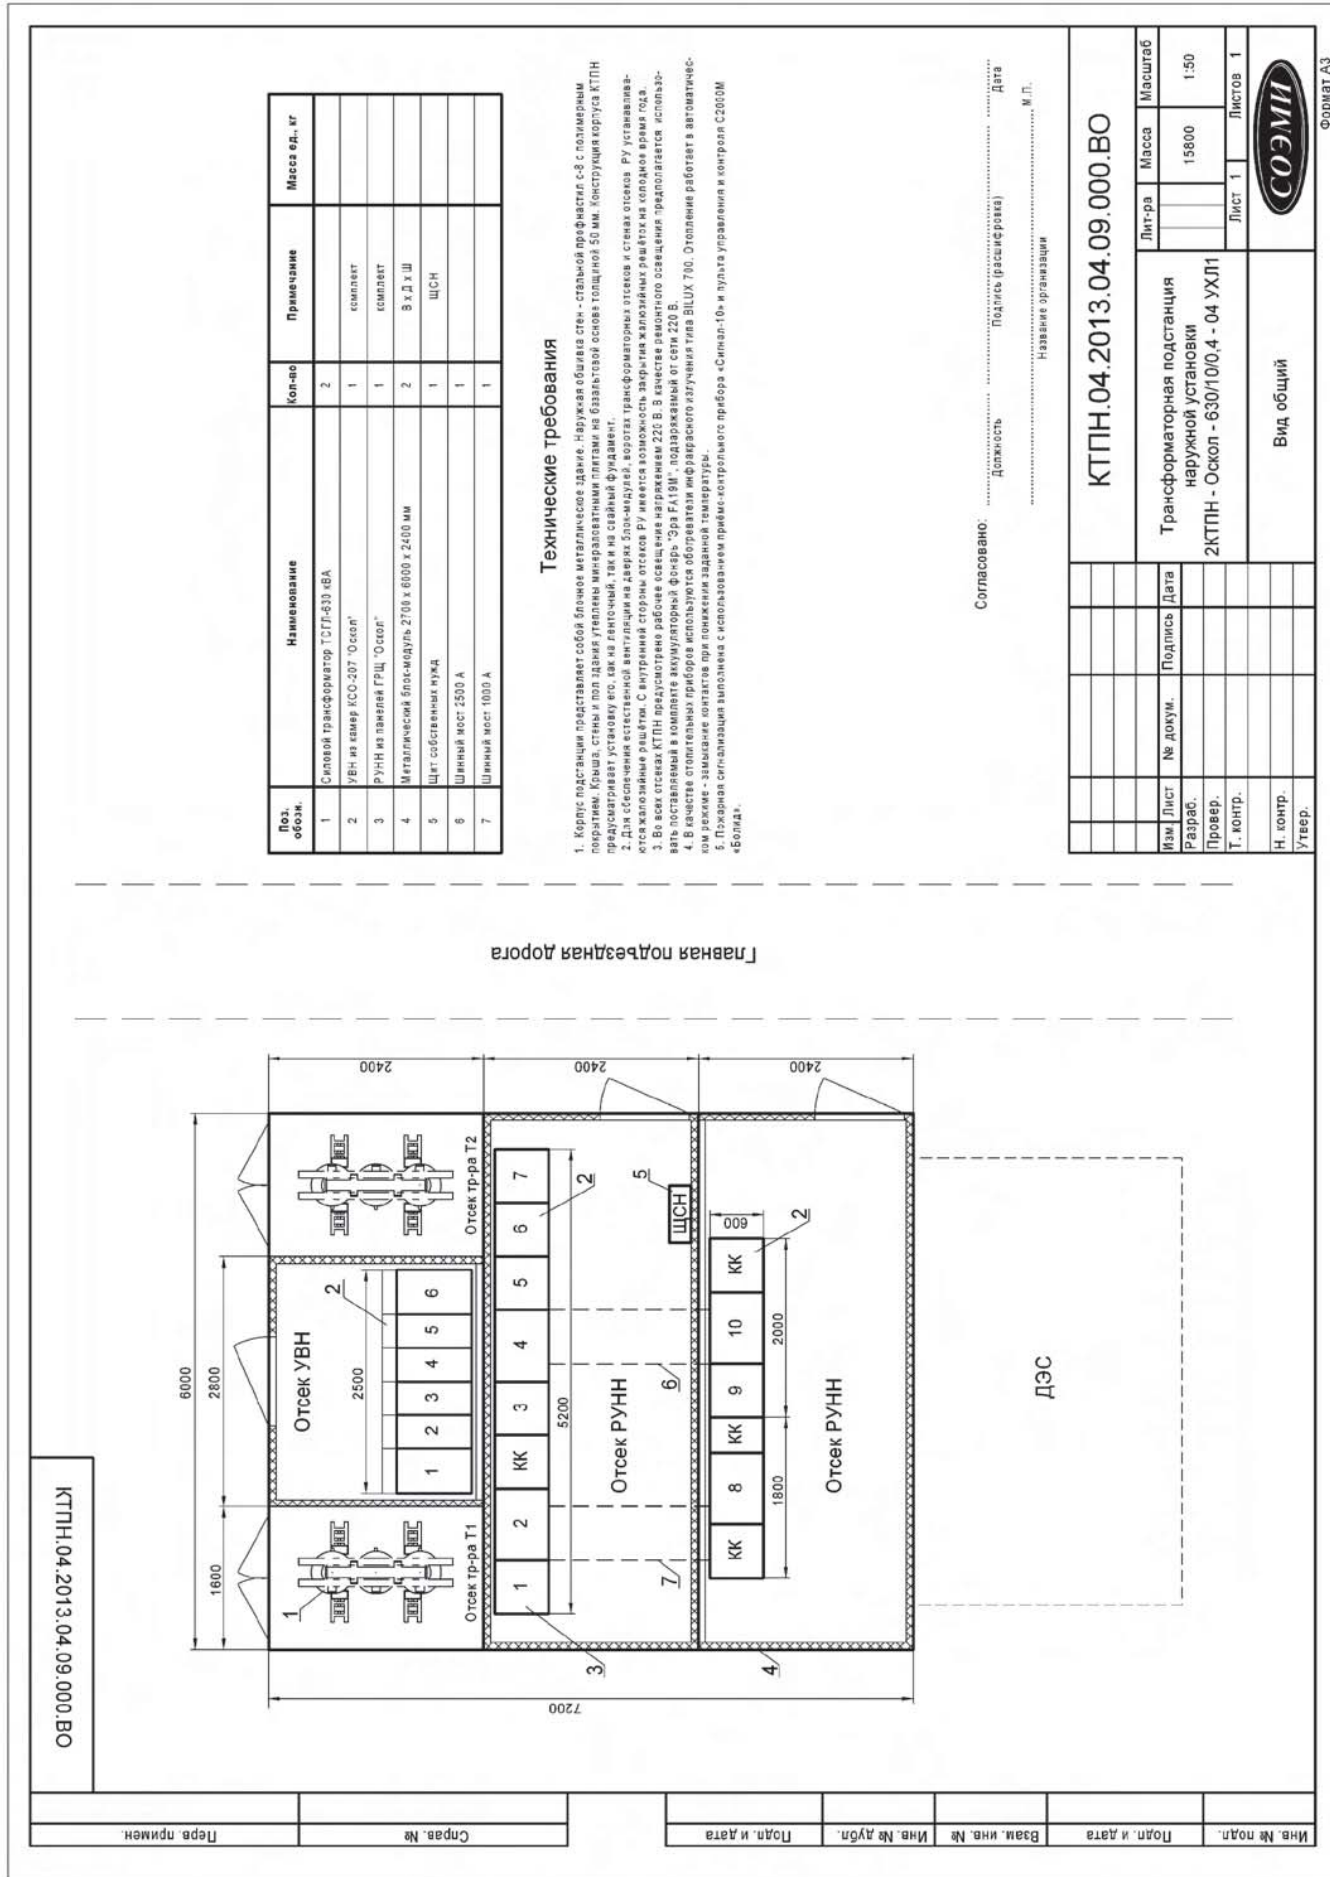 КТПН.04.2013.04.09.000.ВО
Перв. примен.
Справ. №
Подп. и дата
Инв. № дубл.
Взам. инв. №
Подп. и дата
Инв. № подл.
6000
1600
2800
2400
2400
2400
7200
1
Отсек тр-ра Т1
Отсек УВН
2
2500
1
2
3
4
5
6
Отсек тр-ра Т2
1
2
КК
3
4
5
6
7
5200
2
3
Отсек РУНН
ЩСН
5
6
7
4
КК
8
КК
9
10
КК
600
2
1800
2000
Отсек РУНН
ДЭС
Главная подъездная дорога
Поз. обозн.
Наименование
Кол-во
Примечание
Масса ед., кг
1 Силовой трансформатор ТСГЛ-630 кВА 2
2 УВН из камер КСО-207 "Оскол" 1 комплект
3 РУНН из панелей ГРЩ "Оскол" 1 комплект
4 Металлический блок-модуль 2700 х 6000 х 2400 мм 2 В х Д х Ш
5 Щит собственных нужд 1 ЩСН
6 Шинный мост 2500 А 1
7 Шинный мост 1000 А 1
Технические требования
1. Корпус подстанции представляет собой блочное металлическое здание. Наружная обшивка стен - стальной профнастил с-8 с полимерным
покрытием. Крыша, стены и пол здания утеплены минераловатными плитами на базальтовой основе толщиной 50 мм. Конструкция корпуса КТПН
предусматривает установку его, как на ленточный, так и на свайный фундамент.
2. Для обеспечения естественной вентиляции на дверях блок-модулей, воротах трансформаторных отсеков и стенах отсеков РУ устанавлива-
ются жалюзийные решётки. С внутренней стороны отсеков РУ имеется возможность закрытия жалюзийных решёток на холодное время года.
3. Во всех отсеках КТПН предусмотрено рабочее освещение напряжением 220 В. В качестве ремонтного освещения предполагается использо-
вать поставляемый в комплекте аккумуляторный фонарь "Эра FA19M", подзаряжаемый от сети 220 В.
4. В качестве отопительных приборов используются обогреватели инфракрасного излучения типа BILUX 700. Отопление работает в автоматичес-
ком режиме - замыкание контактов при понижении заданной температуры.
5. Пожарная сигнализация выполнена с использованием приёмо-контрольного прибора «Сигнал-10» и пульта управления и контроля С2000М
«Болид».
Согласовано:
Должность
Подпись (расшифровка)
Дата
Название организации
М.П.
КТПН.04.2013.04.09.000.ВО
Изм. Лист № докум. Подпись Дата
Разраб.
Провер.
Т. контр.
Н. контр.
Утвер.
Трансформаторная подстанция
наружной установки
2КТПН - Оскол - 630/10/0,4 - 04 УХЛ1
Вид общий
Лит-ра Масса Масштаб
15800 1:50
Лист 1 Листов 1
СОЭМИ
Формат А3